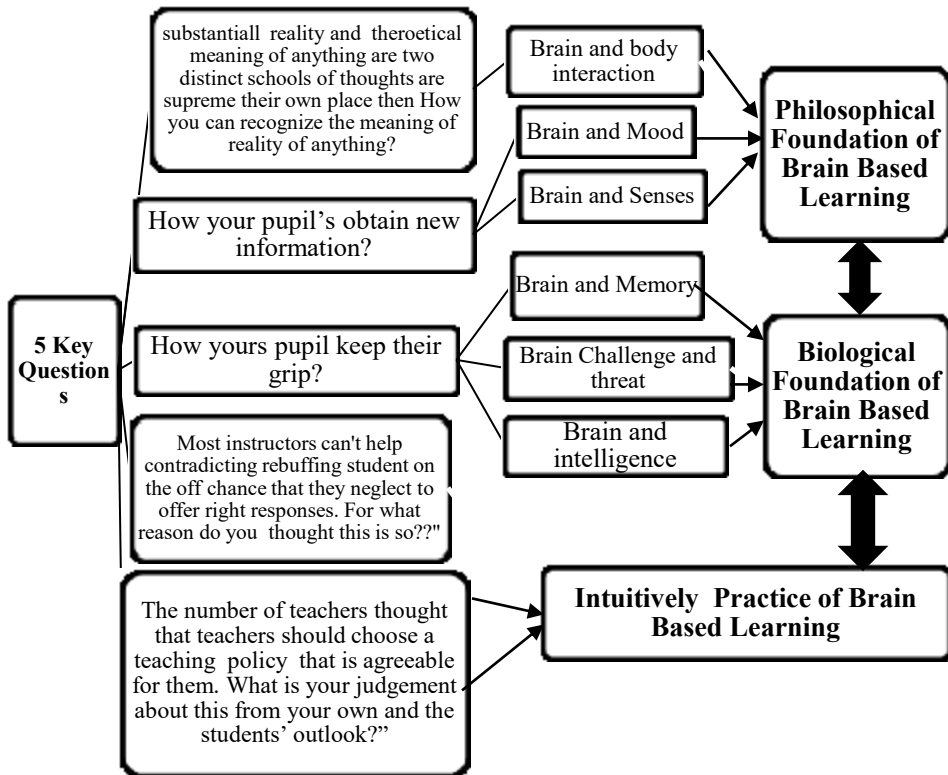 substantiall reality and theroetical
meaning of anything are two
distinct schools of thoughts are
supreme their own place then How
you can recognize the meaning of
reality of anything?
Brain and body
interaction
Philosophical
Foundation of
Brain Based
Learning
Brain and Mood
Brain and Senses
How your pupil’s obtain new
information?
5 Key
Question
s
How yours pupil keep their
grip?
Brain and Memory
Brain Challenge and
threat
Brain and
intelligence
Biological
Foundation of
Brain Based
Learning
Most instructors can't help
contradicting rebuffing student on
the off chance that they neglect to
offer right responses. For what
reason do you thought this is so??"
The number of teachers thought
that teachers should choose a
teaching policy that is agreeable
for them. What is your judgement
about this from your own and the
students’ outlook?”
Intuitively Practice of Brain
Based Learning